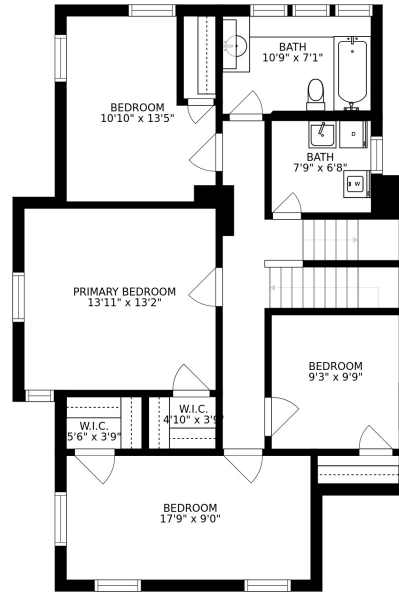 BATH
10'9" x 7'1"
BEDROOM
10'10" x 13'5"
BATH
7'9" x 6'8"
D
W
PRIMARY BEDROOM
13'11" x 13'2"
BEDROOM
9'3" x 9'9"
W.I.C.
4'10" x 3'9"
W.I.C.
5'6" x 3'9"
BEDROOM
17'9" x 9'0"